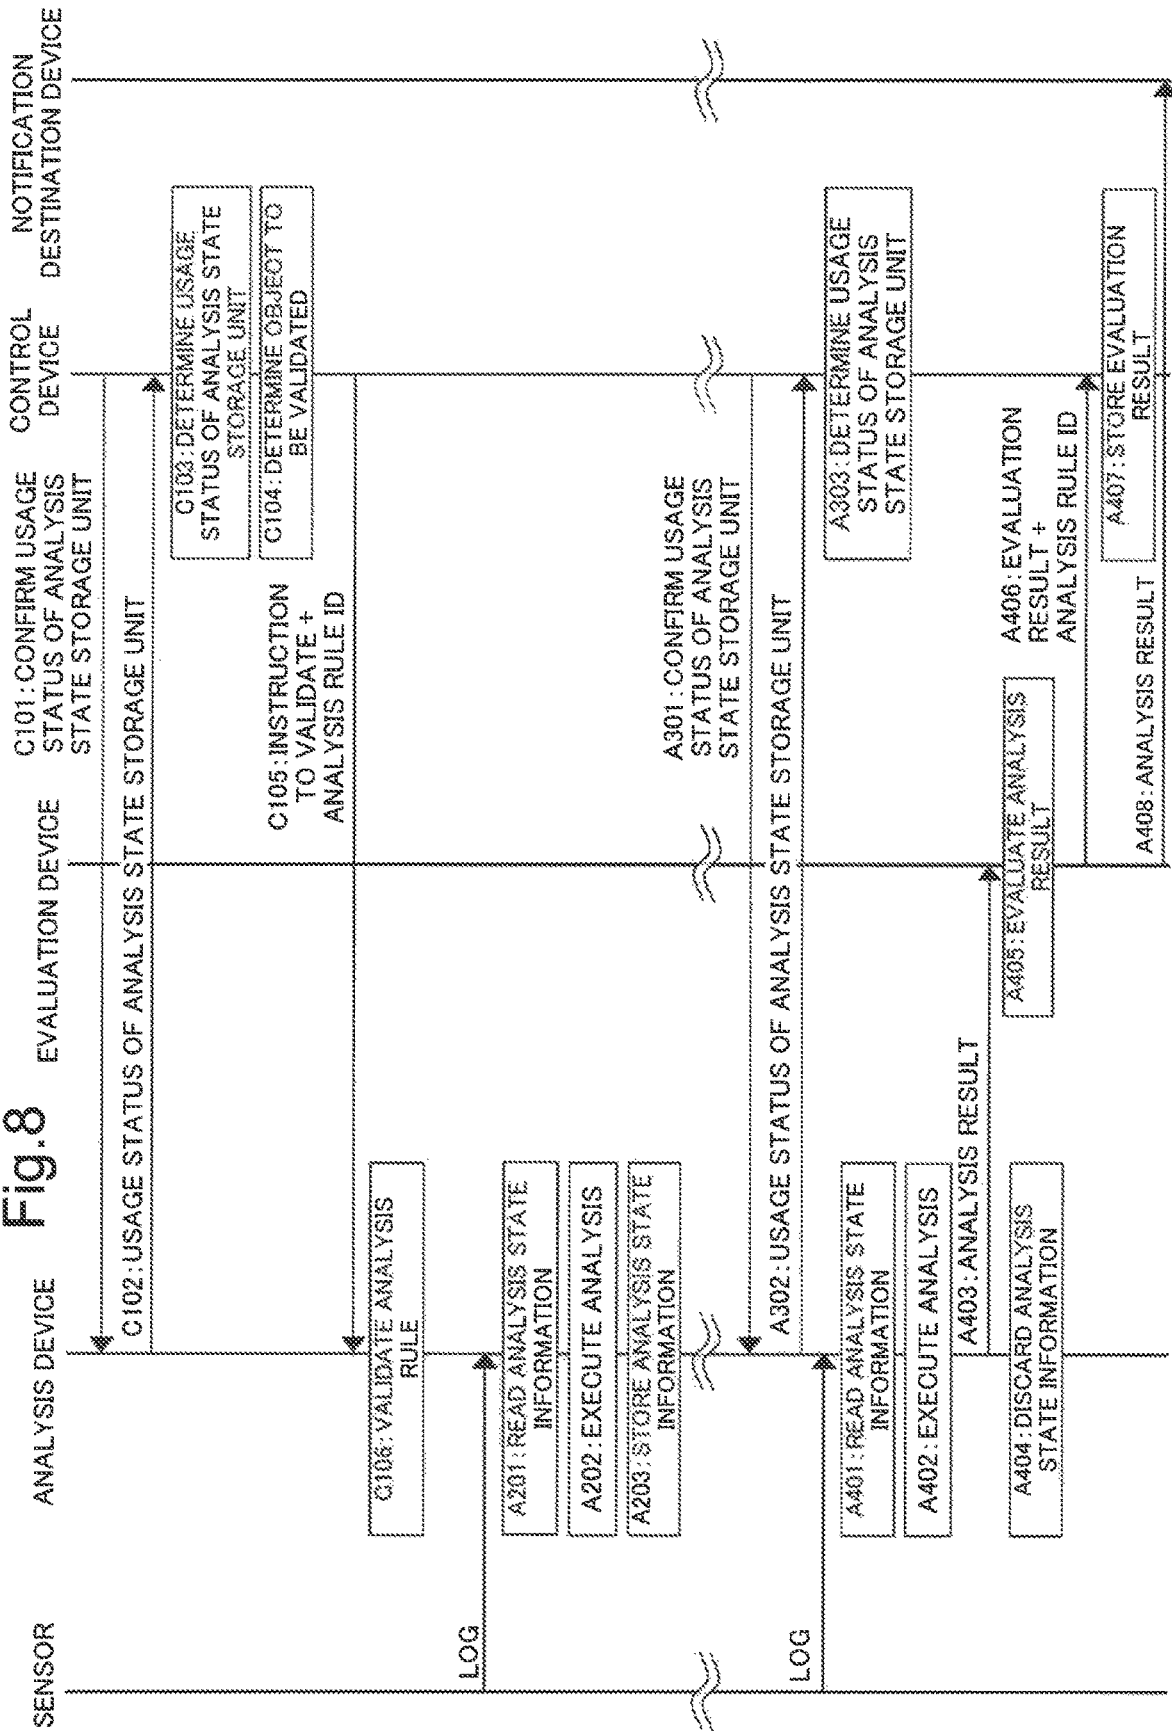 Fig.8
SENSOR
ANALYSIS DEVICE
EVALUATION DEVICE
CONTROL
DEVICE
NOTIFICATION
DESTINATION DEVICE
C101:CONFIRM USAGE
STATUS OF ANALYSIS
STATE STORAGE UNIT
C102:USAGE STATUS OF ANALYSIS STATE STORAGE UNIT
C103:DETERMINE USAGE
STATUS OF ANALYSIS STATE
STORAGE UNIT
C104:DETERMINE OBJECT TO
BE VALIDATED
C105:INSTRUCTION
TO VALIDATE +
ANALYSIS RULE ID
C106:VALIDATE ANALYSIS
RULE
LOG
A201:READ ANALYSIS STATE
INFORMATION
A202:EXECUTE ANALYSIS
A203:STORE ANALYSIS STATE
INFORMATION
A301:CONFIRM USAGE
STATUS OF ANALYSIS
STATE STORAGE UNIT
A302:USAGE STATUS OF ANALYSIS STATE STORAGE UNIT
A303:DETERMINE USAGE
STATUS OF ANALYSIS
STATE STORAGE UNIT
LOG
A401:READ ANALYSIS STATE
INFORMATION
A402:EXECUTE ANALYSIS
A403:ANALYSIS RESULT
A404:DISCARD ANALYSIS
STATE INFORMATION
A405:EVALUATE ANALYSIS
RESULT
A406:EVALUATION
RESULT +
ANALYSIS RULE ID
A407:STORE EVALUATION
RESULT
A408:ANALYSIS RESULT